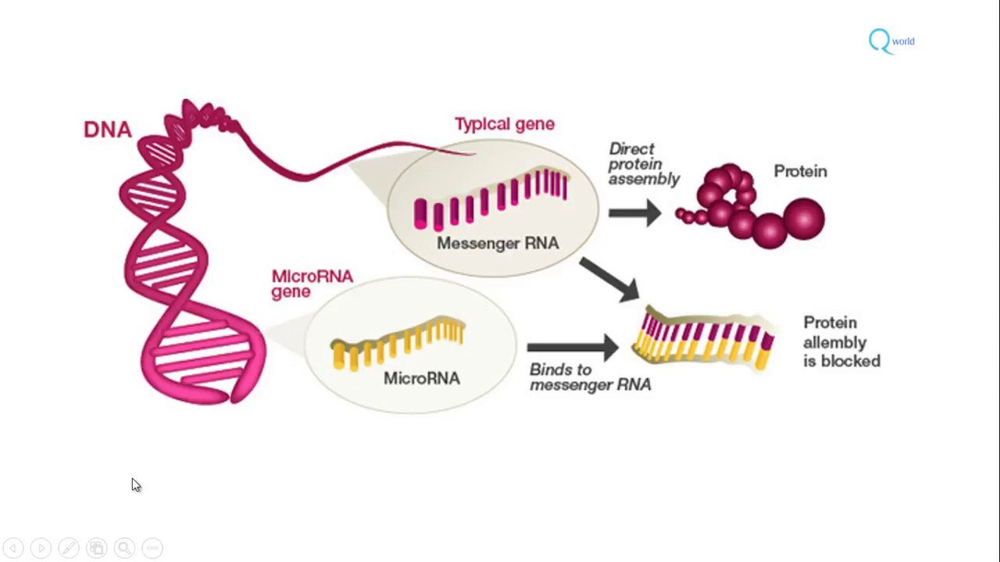 Q world
DNA
Typical gene
Direct
protein
assembly
Protein
Messenger RNA
MicroRNA
gene
Protein
allembly
is blocked
MicroRNA
Binds to
messenger RNA